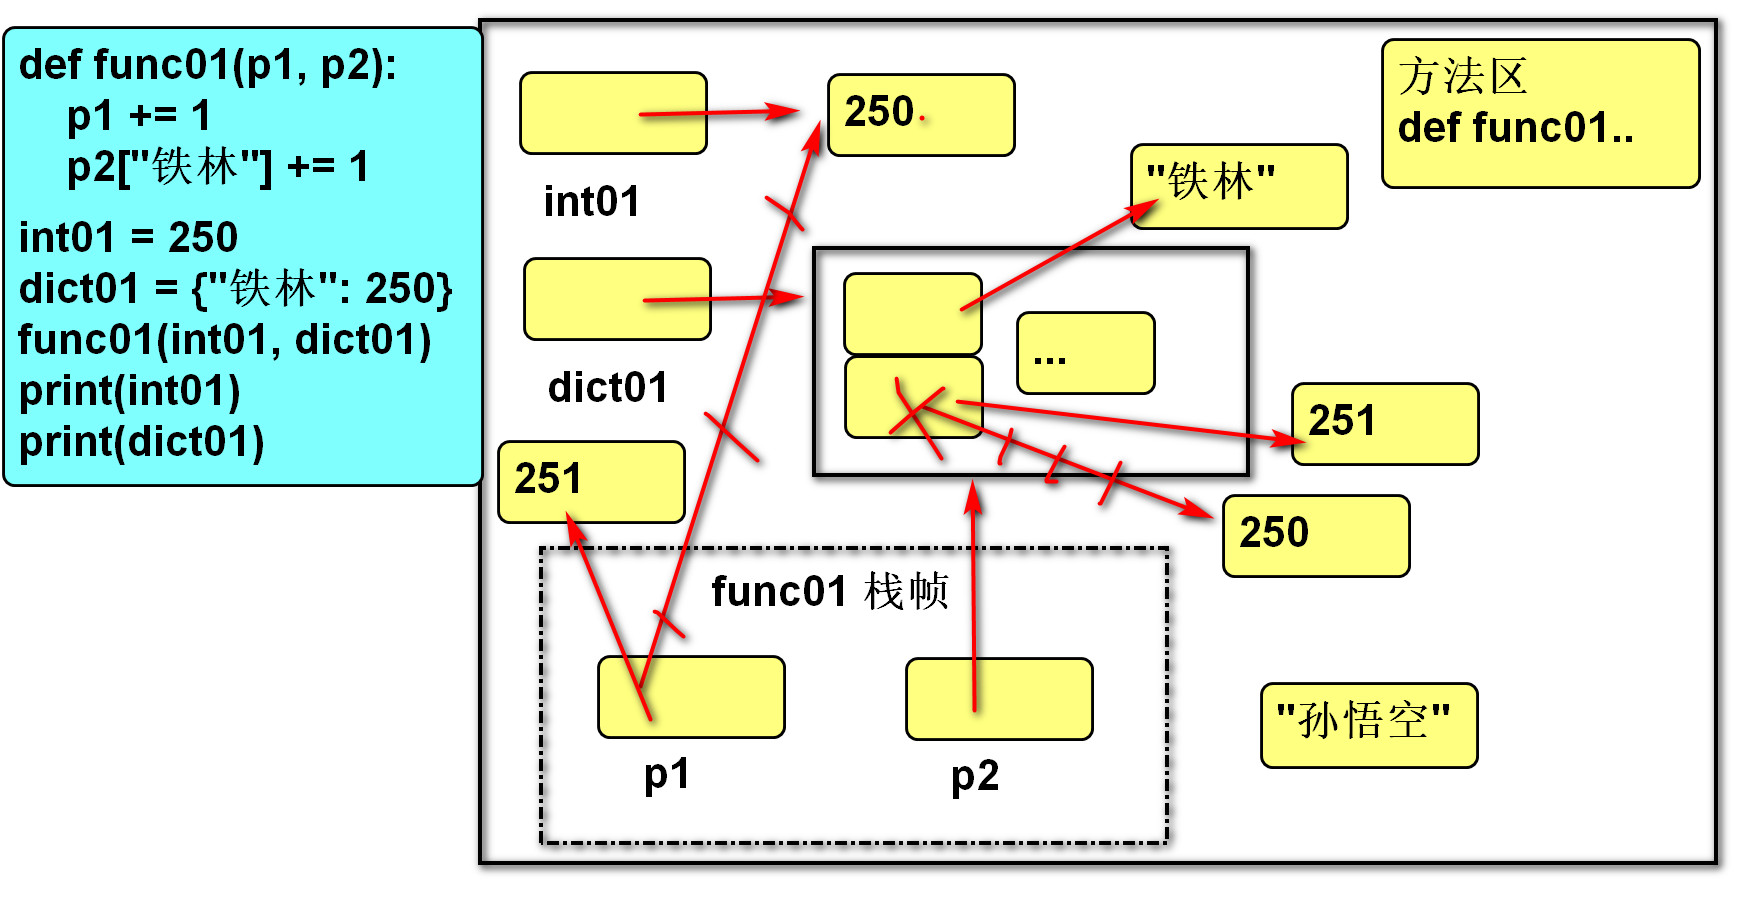 def func01(p1, p2):
p1 += 1
p2["铁林"] += 1
int01 = 250
dict01 = {"铁林": 250}
func01(int01, dict01)
print(int01)
print(dict01)
250
方法区
def func01..
"铁林"
int01
...
dict01
251
251
250
func01 栈帧
"孙悟空"
p1
p2